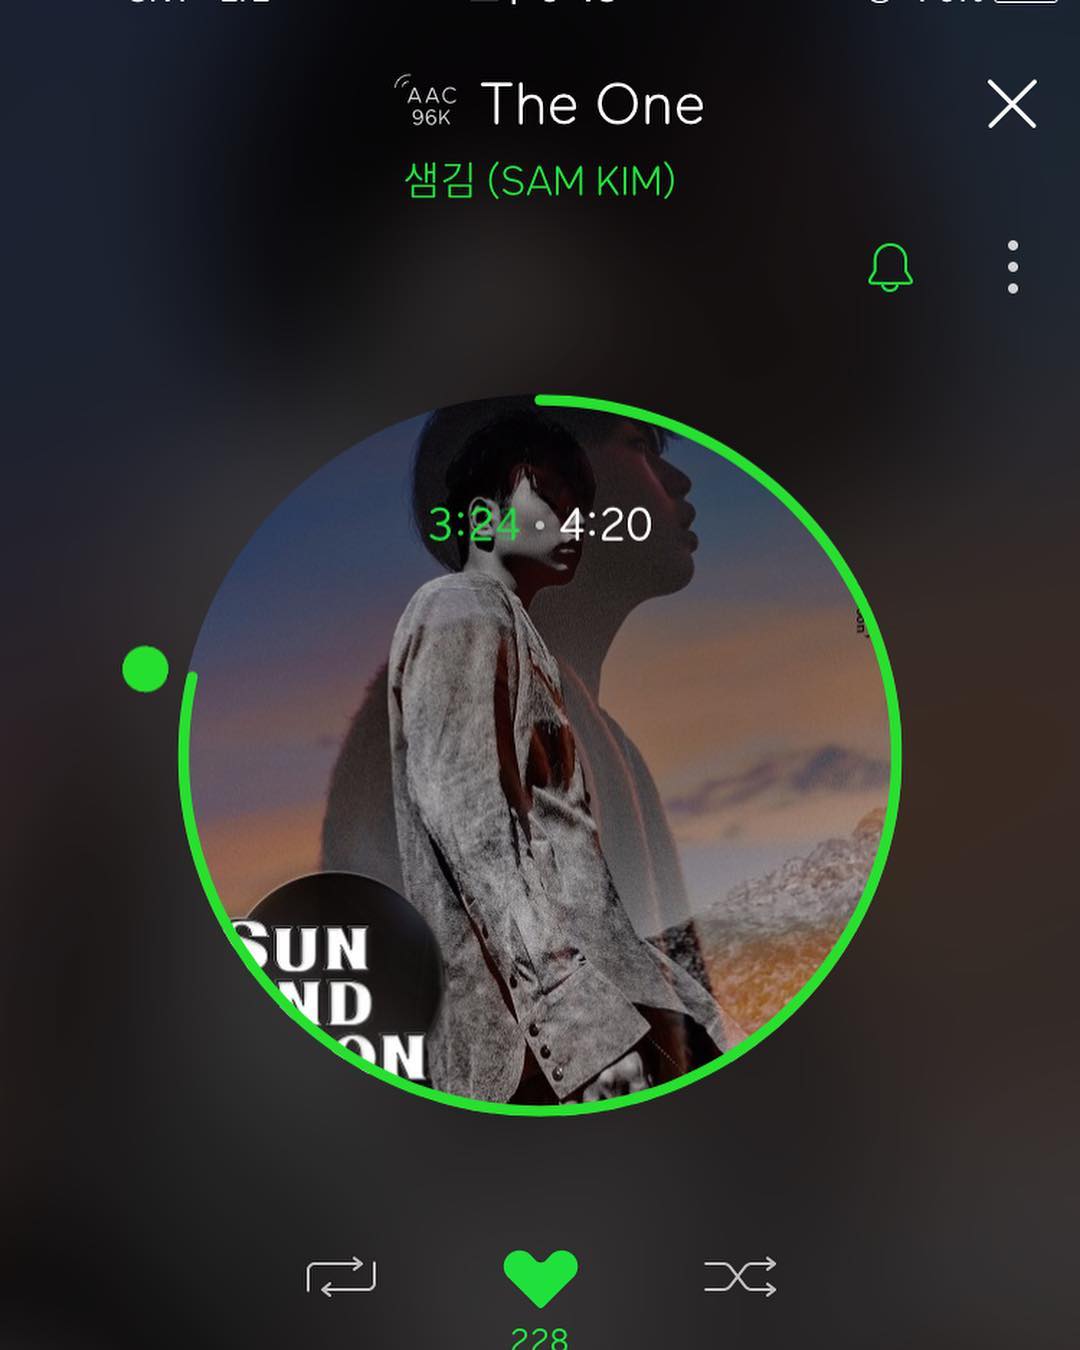 AAC
96K
The One
샘김 (SAM KIM)
3:24 · 4:20
SUN
ND
ON
228